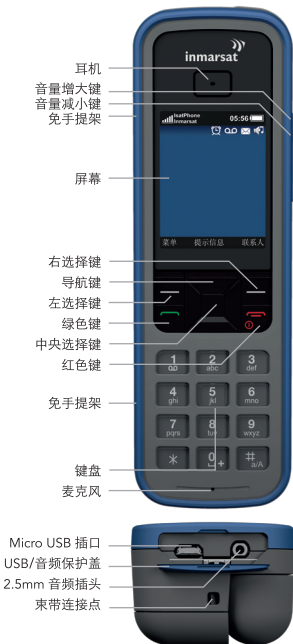 inmarsat
耳机
音量增大键
音量减小键
免手提架
IsatPhone
Inmarsat
05:56
屏幕
菜单 提示信息 联系人
右选择键
导航键
左选择键
绿色键
中央选择键
红色键
1 2 abc 3 def
4 ghi 5 jkl 6 mno
免手提架
7 pqrs 8 tuv 9 wxyz
* 0 + # a/A
键盘
麦克风
Micro USB 插口
USB/音频保护盖
2.5mm 音频插头
束带连接点